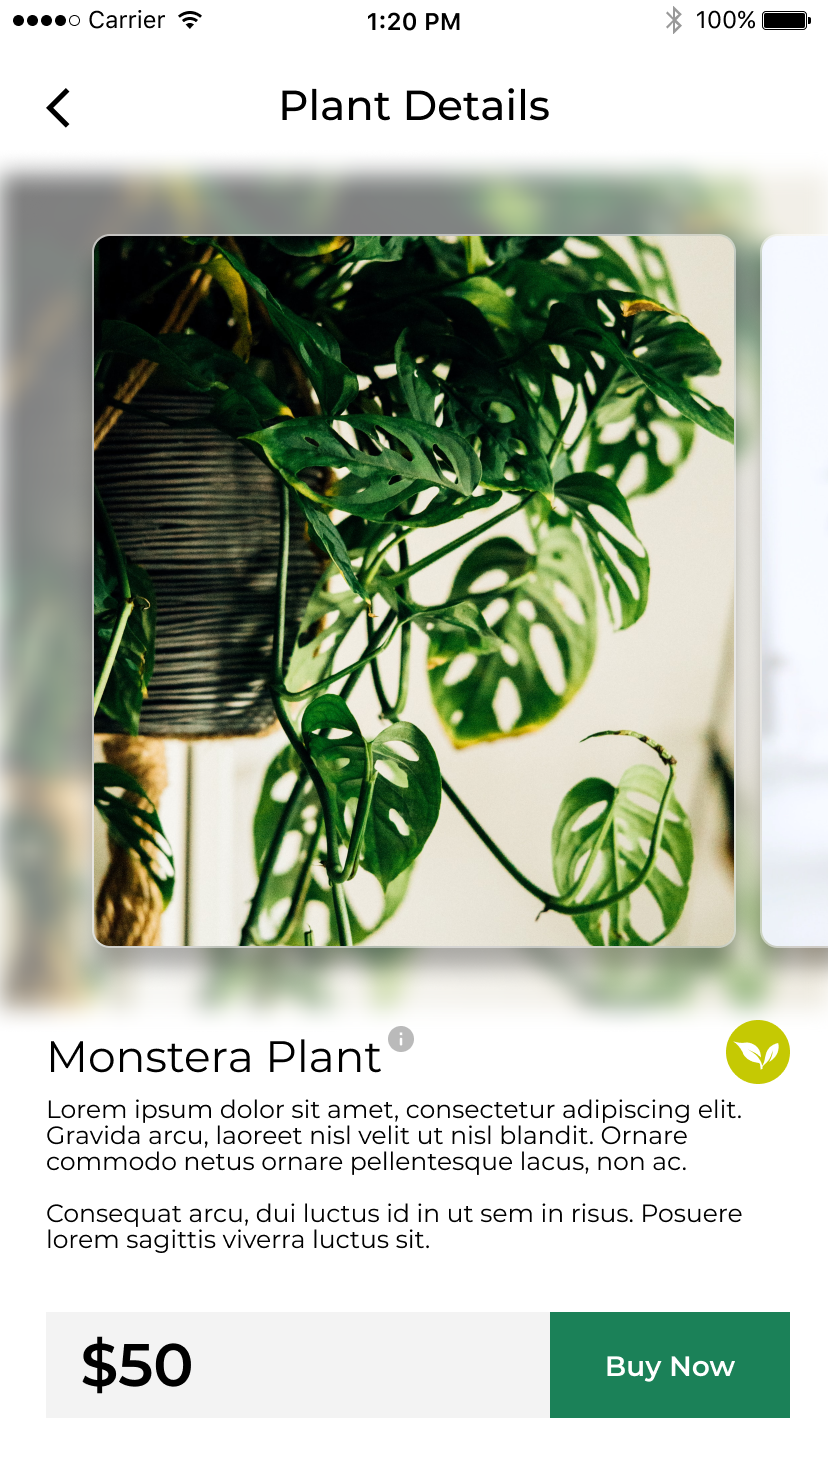 Carrier 1:20 PM 100%
Plant Details
Monstera Plant
Lorem ipsum dolor sit amet, consectetur adipiscing elit.
Gravida arcu, laoreet nisl velit ut nisl blandit. Ornare
commodo netus ornare pellentesque lacus, non ac.
Consequat arcu, dui luctus id in ut sem in risus. Posuere
lorem sagittis viverra luctus sit.
$50 Buy Now